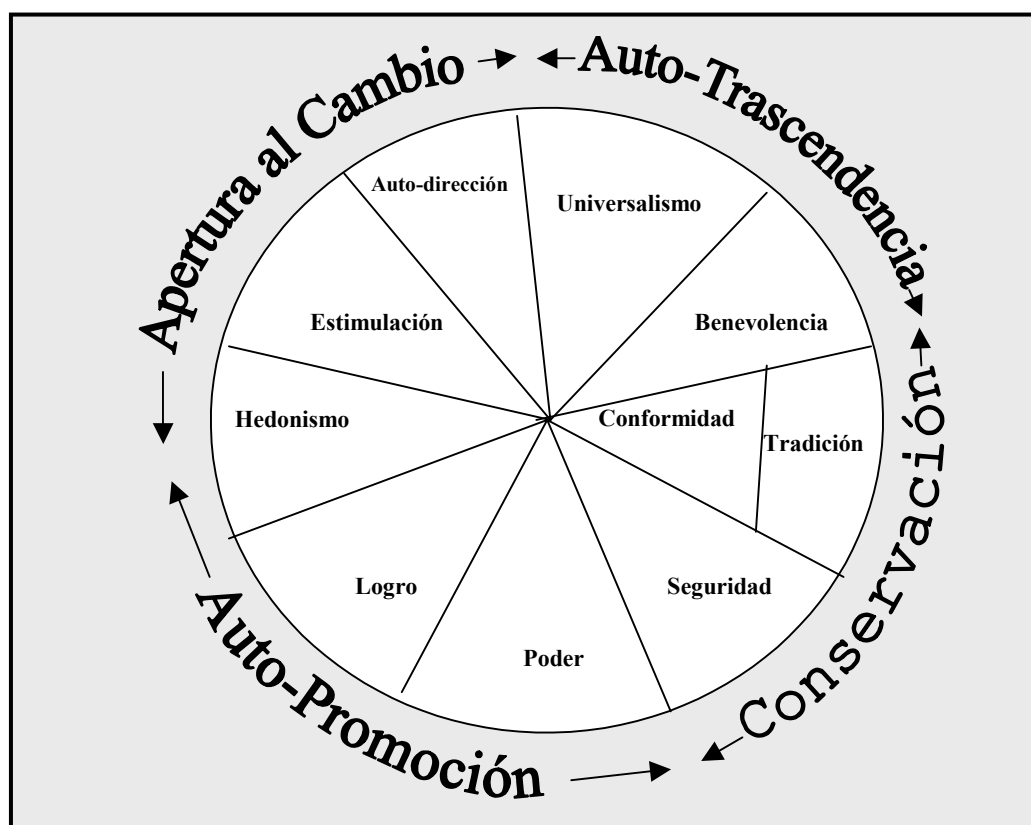 Apertura al Cambio
Auto-Trascendencia
Auto-dirección
Universalismo
Estimulación
Benevolencia
Hedonismo
Conformidad
Tradición
Logro
Seguridad
Poder
Auto-Promoción
Conservación